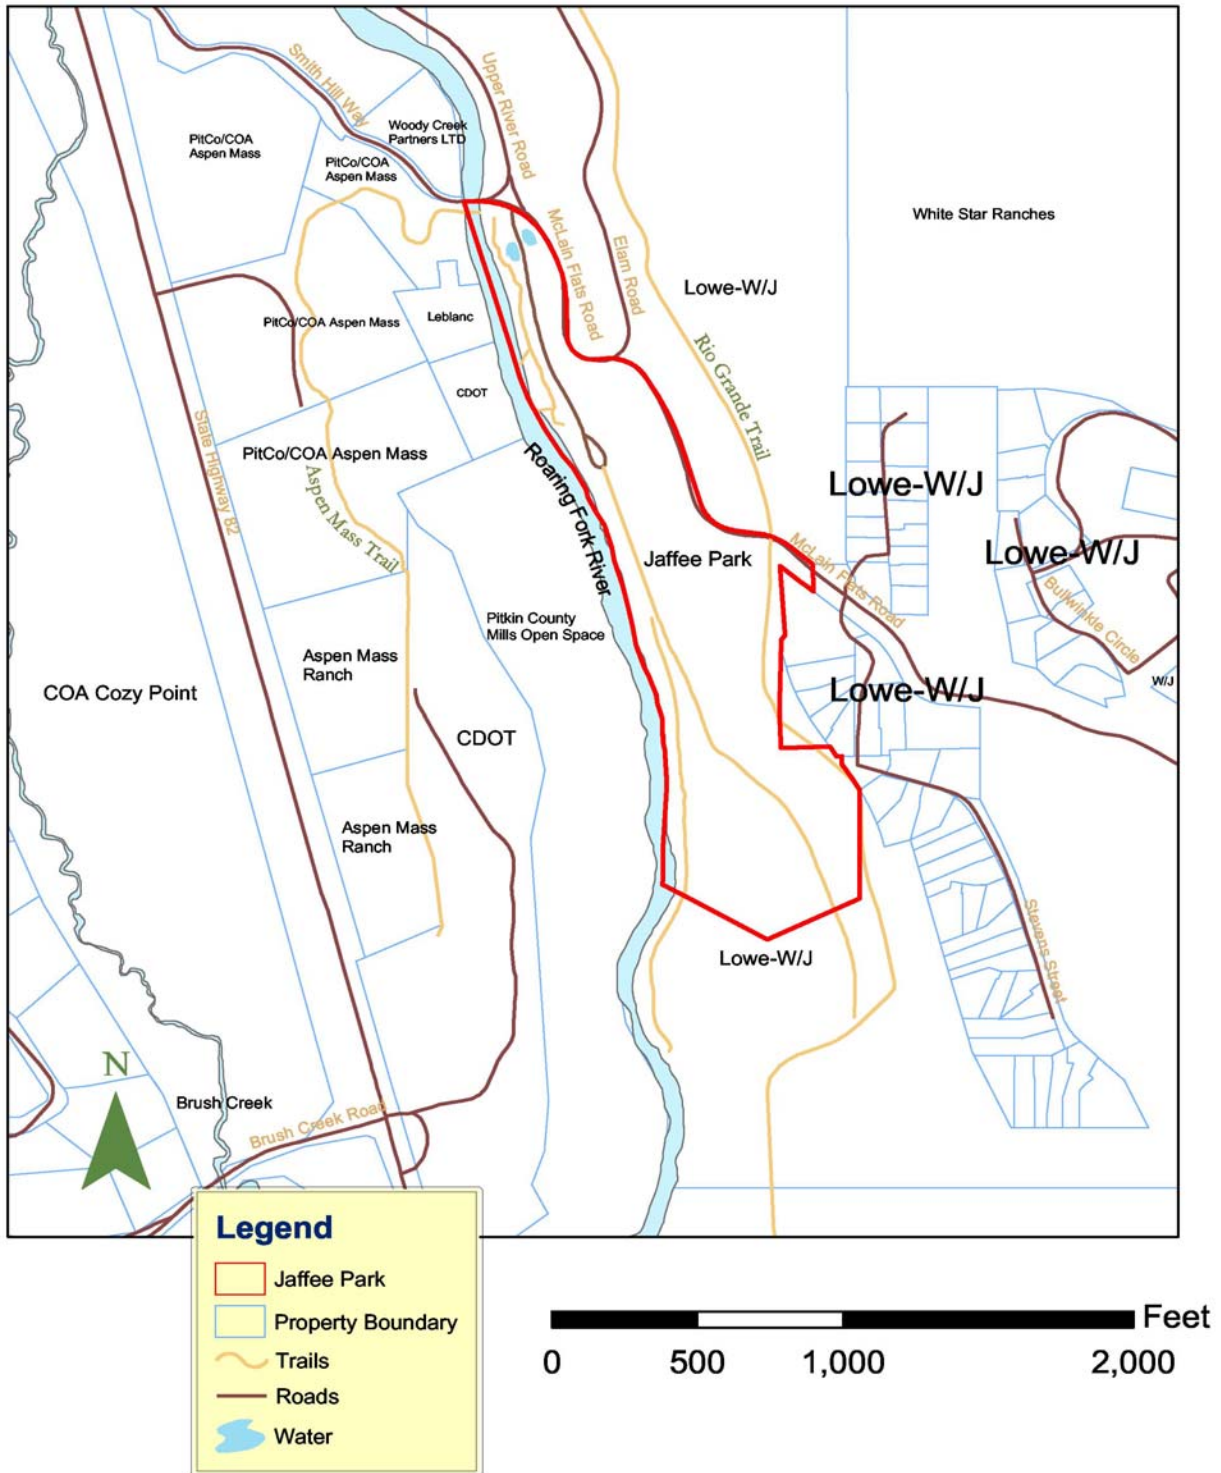 Smith Hill Way
Upper River Road
Woody Creek
Partners LTD
PitCo/COA
Aspen Mass
PitCo/COA
Aspen Mass
White Star Ranches
McLain Flats Road
Elam Road
Lowe-W/J
PitCo/COA Aspen Mass
Leblanc
Rio Grande Trail
CDOT
State Highway 82
PitCo/COA Aspen Mass
Aspen Mass Trail
Roaring Fork River
Lowe-W/J
Lowe-W/J
Jaffee Park
McLain Flats Road
Bullwinkle Circle
Pitkin County
Mills Open Space
Aspen Mass
Ranch
COA Cozy Point
Lowe-W/J
W/J
CDOT
Aspen Mass
Ranch
Lowe-W/J
Stevens Street
N
Brush Creek
Brush Creek Road
Legend
Jaffee Park
Property Boundary
Trails
Roads
Water
Feet
0 500 1,000 2,000